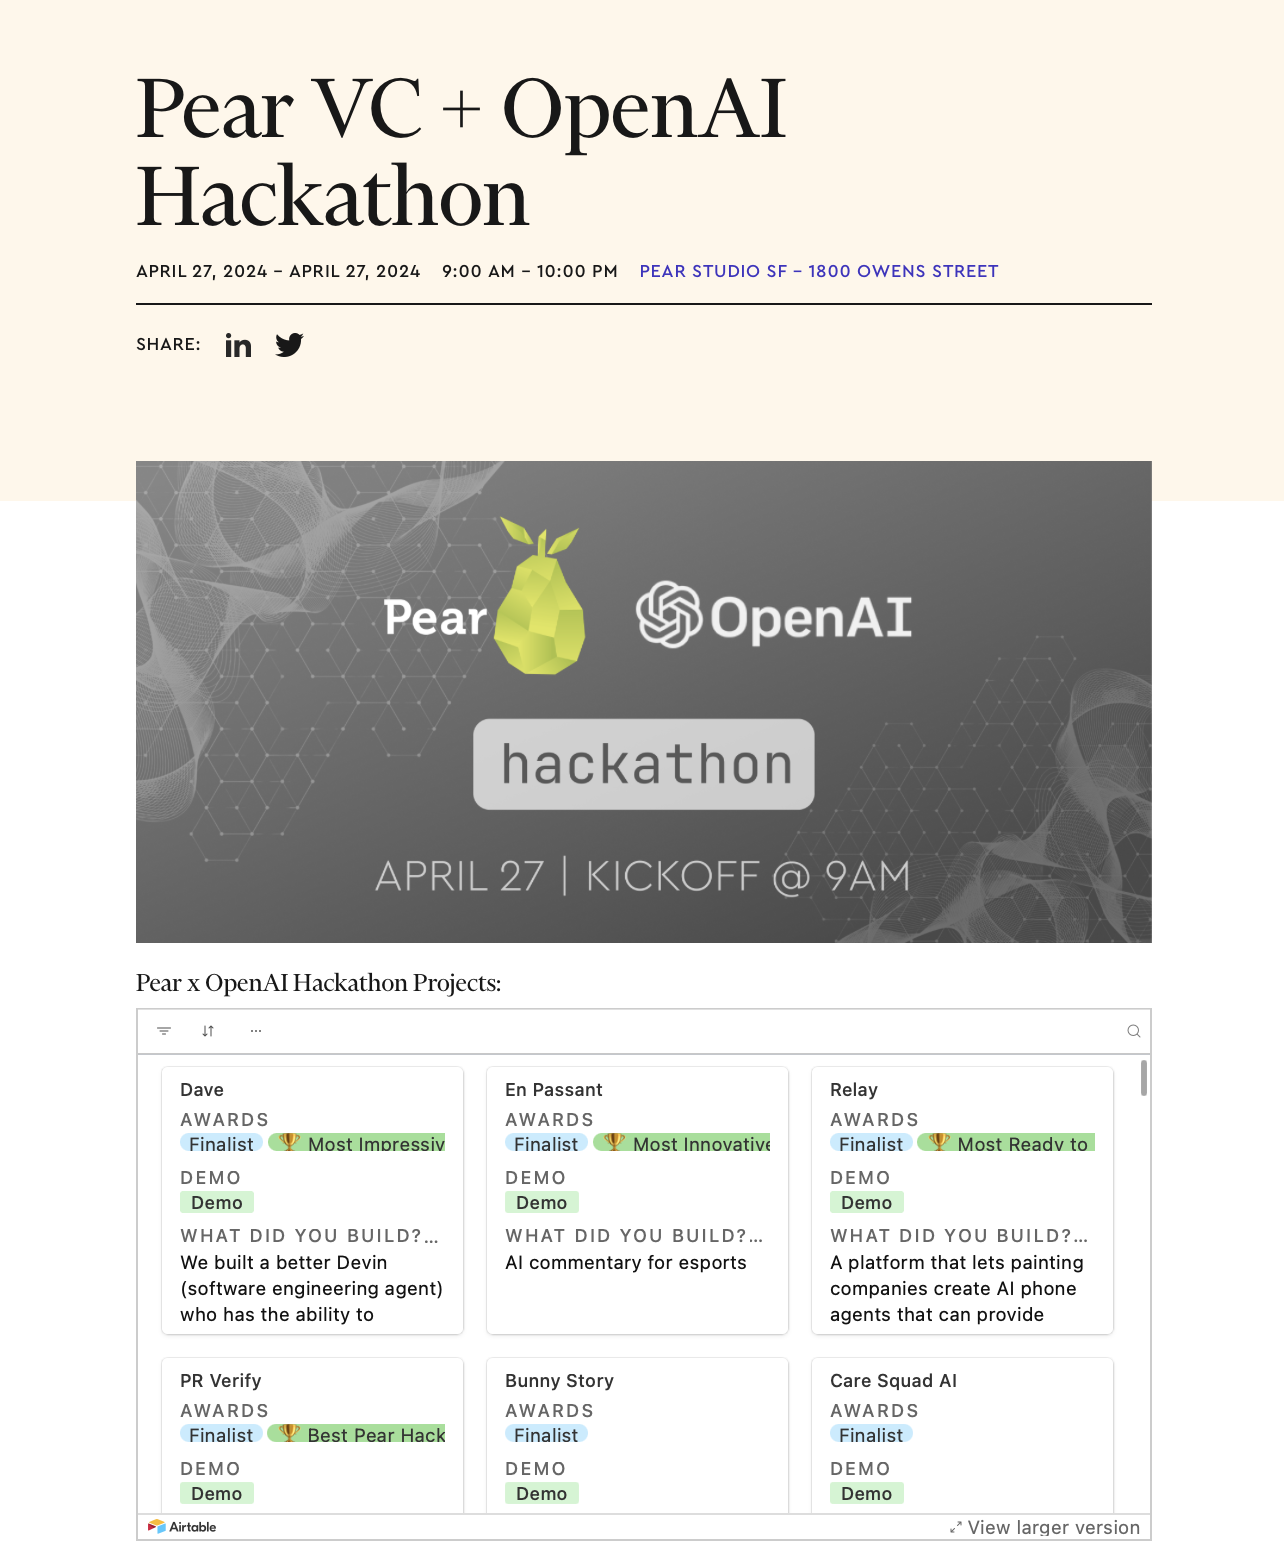 Pear VC + OpenAI
Hackathon
APRIL 27, 2024 – APRIL 27, 2024 9:00 AM – 10:00 PM PEAR STUDIO SF – 1800 OWENS STREET
SHARE:
Pear OpenAI
hackathon
APRIL 27 | KICKOFF @ 9AM
Pear x OpenAI Hackathon Projects:
Dave
AWARDS
Finalist 🏆 Most Impressiv
DEMO
Demo
WHAT DID YOU BUILD?...
We built a better Devin
(software engineering agent)
who has the ability to
En Passant
AWARDS
Finalist 🏆 Most Innovative
DEMO
Demo
WHAT DID YOU BUILD?...
AI commentary for esports
Relay
AWARDS
Finalist 🏆 Most Ready to
DEMO
Demo
WHAT DID YOU BUILD?...
A platform that lets painting
companies create AI phone
agents that can provide
PR Verify
AWARDS
Finalist 🏆 Best Pear Hack
DEMO
Demo
Bunny Story
AWARDS
Finalist
DEMO
Demo
Care Squad AI
AWARDS
Finalist
DEMO
Demo
Airtable
View larger version